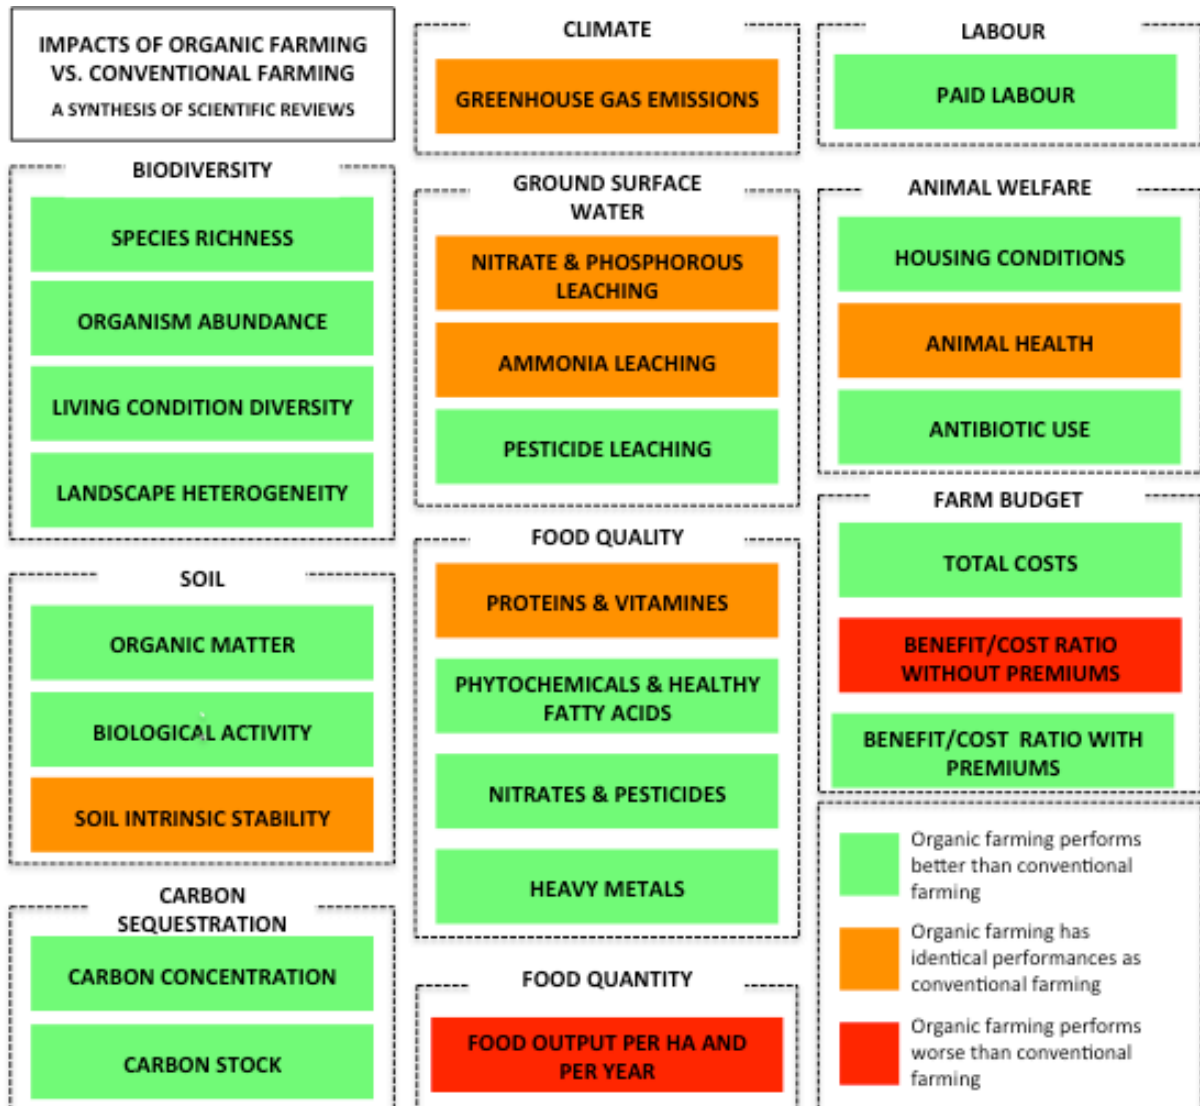 IMPACTS OF ORGANIC FARMING
VS. CONVENTIONAL FARMING
A SYNTHESIS OF SCIENTIFIC REVIEWS
BIODIVERSITY
SPECIES RICHNESS
ORGANISM ABUNDANCE
LIVING CONDITION DIVERSITY
LANDSCAPE HETEROGENEITY
SOIL
ORGANIC MATTER
BIOLOGICAL ACTIVITY
SOIL INTRINSIC STABILITY
CARBON
SEQUESTRATION
CARBON CONCENTRATION
CARBON STOCK
CLIMATE
GREENHOUSE GAS EMISSIONS
GROUND SURFACE
WATER
NITRATE & PHOSPHOROUS
LEACHING
AMMONIA LEACHING
PESTICIDE LEACHING
FOOD QUALITY
PROTEINS & VITAMINES
PHYTOCHEMICALS & HEALTHY
FATTY ACIDS
NITRATES & PESTICIDES
HEAVY METALS
FOOD QUANTITY
FOOD OUTPUT PER HA AND
PER YEAR
LABOUR
PAID LABOUR
ANIMAL WELFARE
HOUSING CONDITIONS
ANIMAL HEALTH
ANTIBIOTIC USE
FARM BUDGET
TOTAL COSTS
BENEFIT/COST RATIO
WITHOUT PREMIUMS
BENEFIT/COST RATIO WITH
PREMIUMS
Organic farming performs
better than conventional
farming
Organic farming has
identical performances as
conventional farming
Organic farming performs
worse than conventional
farming